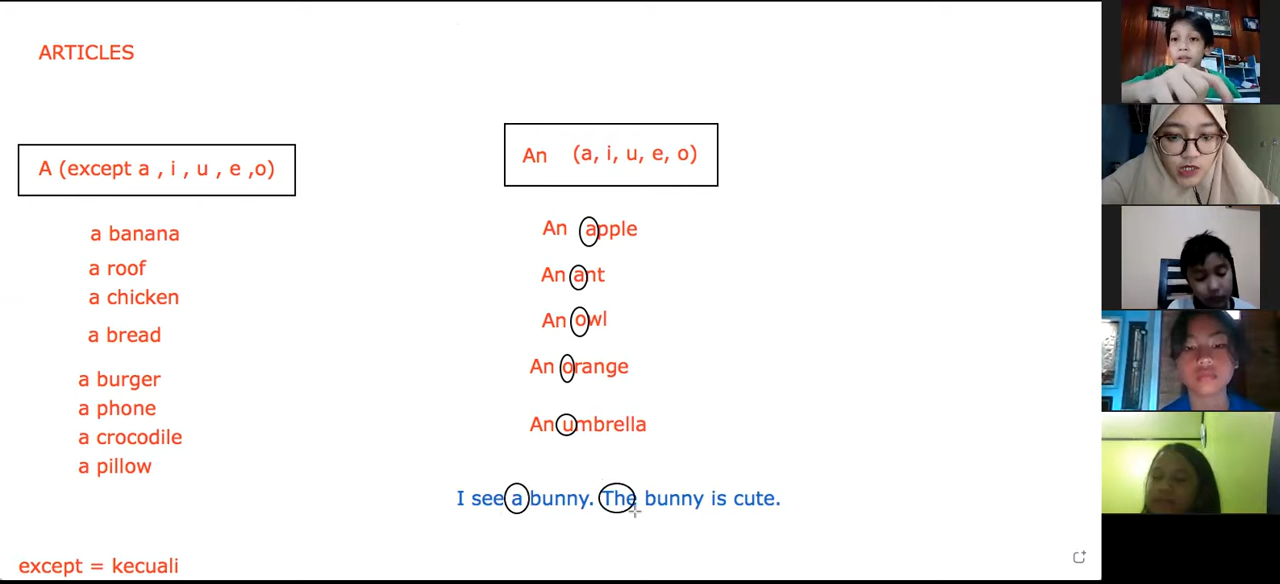 ARTICLES
A (except a , i , u , e ,o)
a banana
a roof
a chicken
a bread
a burger
a phone
a crocodile
a pillow
except = kecuali
An (a, i, u, e, o)
An apple
An ant
An owl
An orange
An umbrella
I see a bunny. The bunny is cute.